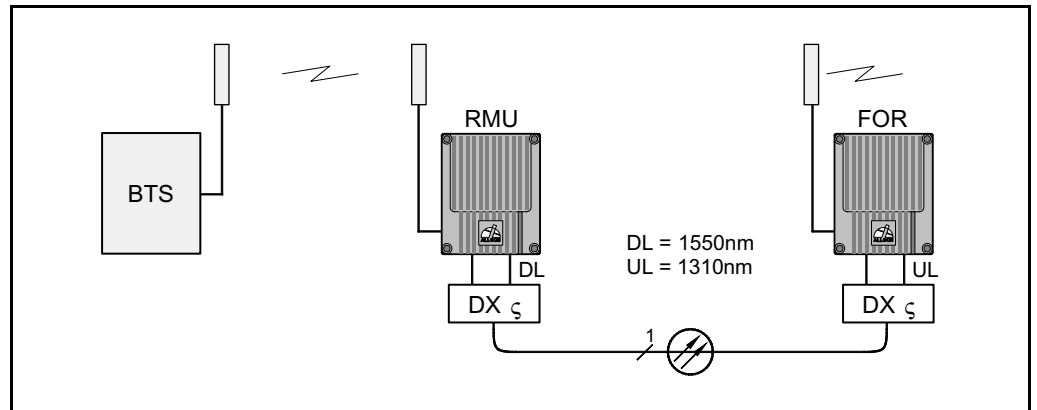 RMU
FOR
BTS
DL = 1550nm
UL = 1310nm
DL
UL
DX ς
DX ς
1